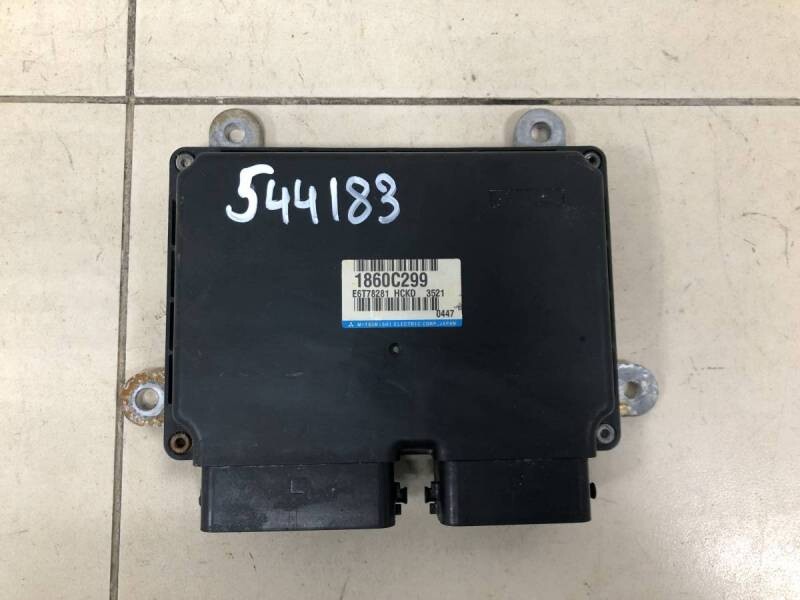 544183
1860C299
E6T78281 HCKD 3521
0447
MITSUBISHI ELECTRIC CORP. JAPAN